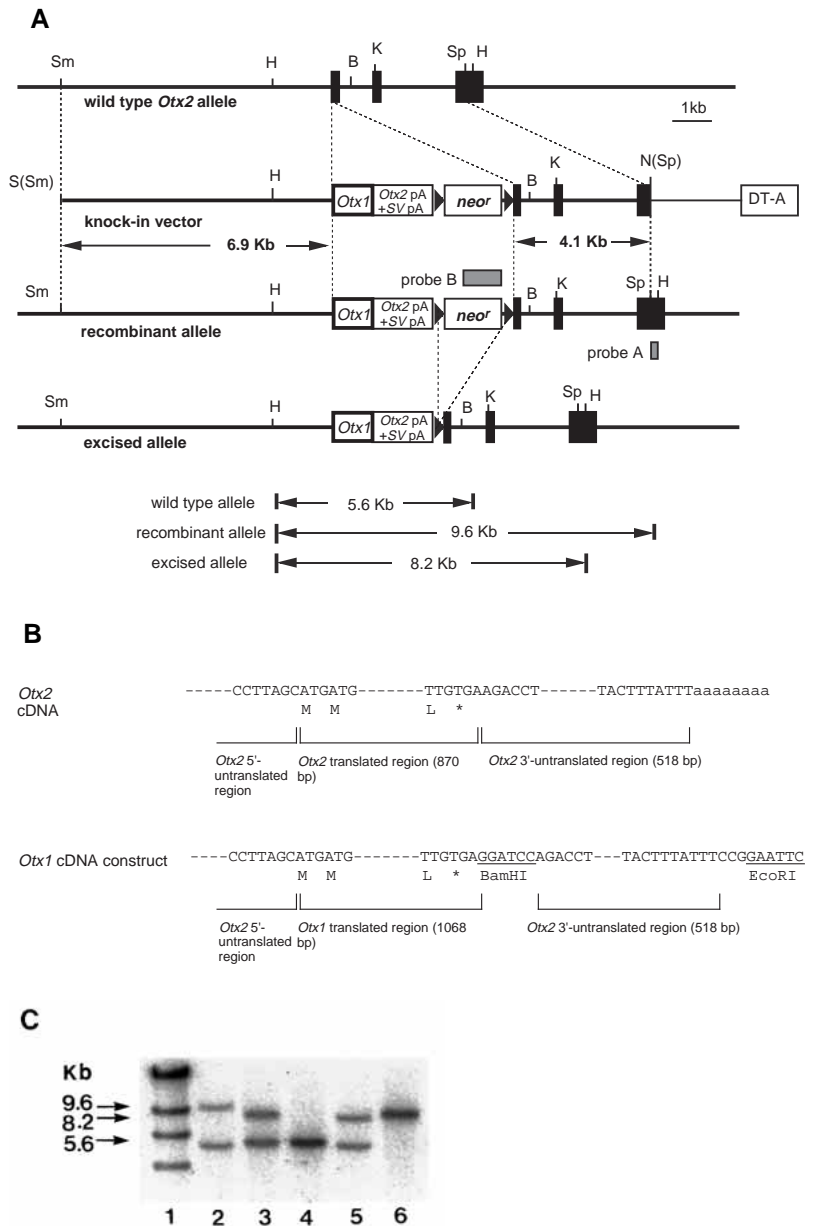 A
Sm H B K Sp H
wild type Otx2 allele
1kb
S(Sm) H Otx1 Otx2 pA +SV pA neor B K N(Sp) DT-A
knock-in vector
6.9 Kb 4.1 Kb
probe B
Sm H Otx1 Otx2 pA +SV pA neor B K Sp H
recombinant allele
probe A
Sm H Otx1 Otx2 pA +SV pA B K Sp H
excised allele
wild type allele 5.6 Kb
recombinant allele 9.6 Kb
excised allele 8.2 Kb
B
Otx2 cDNA
-----CCTTAGCATGATG-------TTGTGAAGACCT------TACTTTATTTaaaaaaaa
M M L *
Otx2 5'-untranslated region
Otx2 translated region (870 bp)
Otx2 3'-untranslated region (518 bp)
Otx1 cDNA construct
----CCTTAGCATGATG-------TTGTGAGGATCCAGACCT---TACTTTATTTCCGGAATTC
M M L * BamHI EcoRI
Otx2 5'-untranslated region
Otx1 translated region (1068 bp)
Otx2 3'-untranslated region (518 bp)
C
Kb
9.6
8.2
5.6
1 2 3 4 5 6